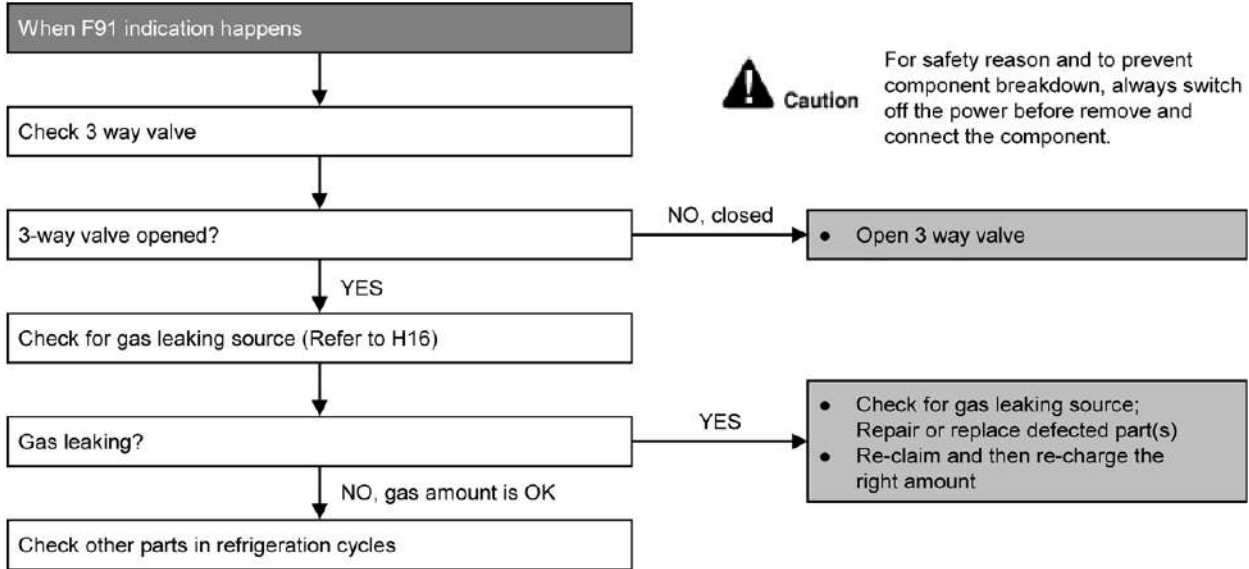 When F91 indication happens
Caution
For safety reason and to prevent
component breakdown, always switch
off the power before remove and
connect the component.
Check 3 way valve
3-way valve opened?
NO, closed
● Open 3 way valve
YES
Check for gas leaking source (Refer to H16)
Gas leaking?
YES
● Check for gas leaking source;
Repair or replace defected part(s)
● Re-claim and then re-charge the
right amount
NO, gas amount is OK
Check other parts in refrigeration cycles